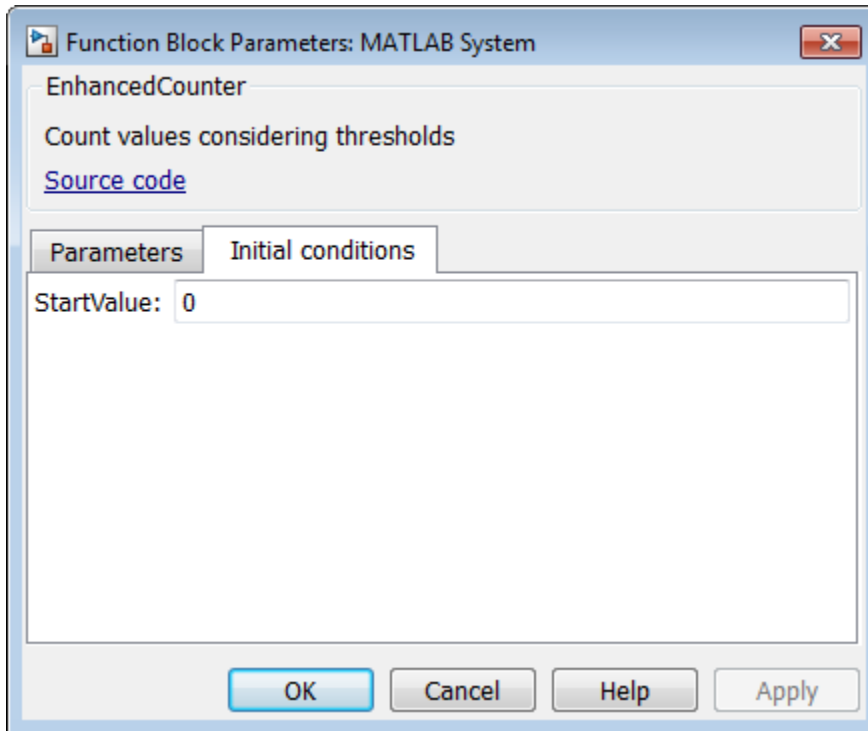 Function Block Parameters: MATLAB System
EnhancedCounter
Count values considering thresholds
Source code
Parameters Initial conditions
StartValue: 0
OK Cancel Help Apply